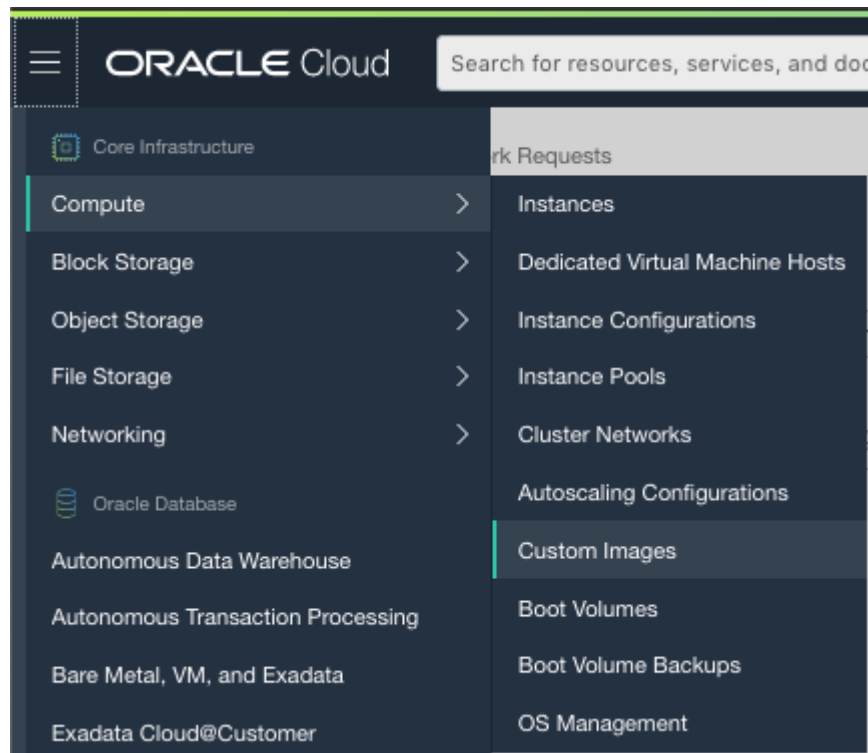 ORACLE Cloud
Search for resources, services, and doc
Core Infrastructure
rk Requests
Compute
Block Storage
Object Storage
File Storage
Networking
Oracle Database
Autonomous Data Warehouse
Autonomous Transaction Processing
Bare Metal, VM, and Exadata
Exadata Cloud@Customer
Instances
Dedicated Virtual Machine Hosts
Instance Configurations
Instance Pools
Cluster Networks
Autoscaling Configurations
Custom Images
Boot Volumes
Boot Volume Backups
OS Management